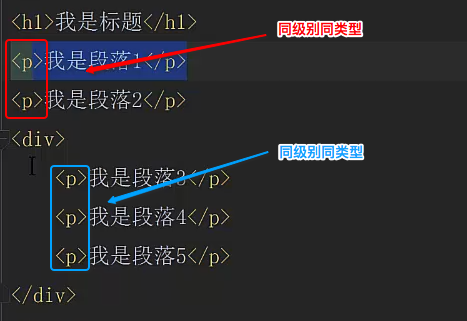 <h1>我是标题</h1>
同级别同类型
<p>我是段落1</p>
<p>我是段落2</p>
<div>
同级别同类型
<p>我是段落3</p>
<p>我是段落4</p>
<p>我是段落5</p>
</div>